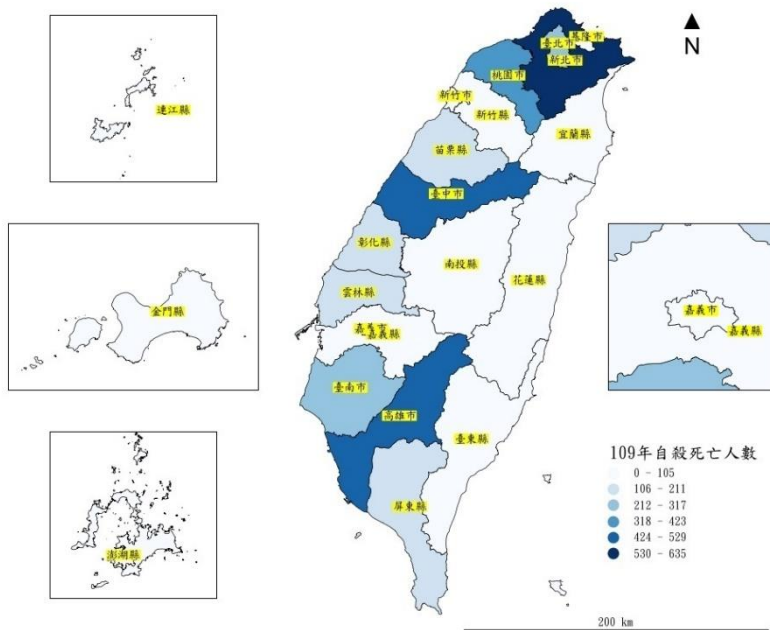 N
連江縣
金門縣
澎湖縣
基隆市
臺北市
新北市
桃園市
新竹市
新竹縣
宜蘭縣
苗栗縣
臺中市
彰化縣
南投縣
花蓮縣
雲林縣
嘉義市
嘉義縣
臺南市
高雄市
臺東縣
屏東縣
嘉義市
嘉義縣
109年自殺死亡人數
0 - 105
106 - 211
212 - 317
318 - 423
424 - 529
530 - 635
200 km